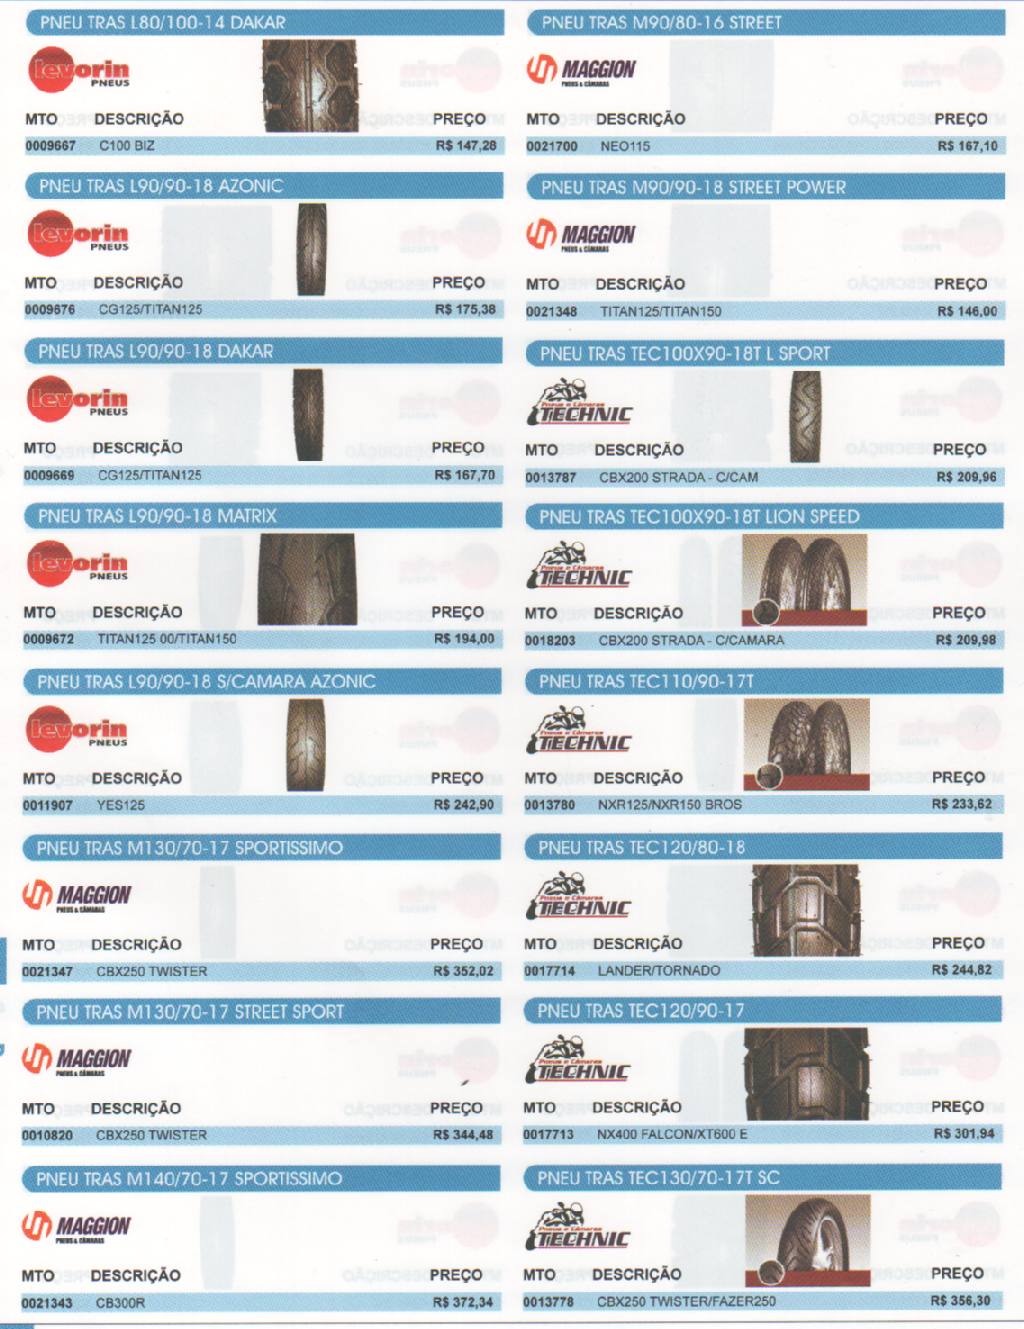 PNEU TRAS L80/100-14 DAKAR
levorin
PNEUS
MTO DESCRIÇÃO PREÇO
0009667 C100 BIZ R$ 147,28
PNEU TRAS L90/90-18 AZONIC
levorin
PNEUS
MTO DESCRIÇÃO PREÇO
0009676 CG125/TITAN125 R$ 175,38
PNEU TRAS L90/90-18 DAKAR
levorin
PNEUS
MTO DESCRIÇÃO PREÇO
0009669 CG125/TITAN125 R$ 167,70
PNEU TRAS L90/90-18 MATRIX
levorin
PNEUS
MTO DESCRIÇÃO PREÇO
0009672 TITAN125 00/TITAN150 R$ 194,00
PNEU TRAS L90/90-18 S/CAMARA AZONIC
levorin
PNEUS
MTO DESCRIÇÃO PREÇO
0011907 YES125 R$ 242,90
PNEU TRAS M130/70-17 SPORTISSIMO
MAGGION
PNEUS & CÂMARAS
MTO DESCRIÇÃO PREÇO
0021347 CBX250 TWISTER R$ 352,02
PNEU TRAS M130/70-17 STREET SPORT
MAGGION
PNEUS & CÂMARAS
MTO DESCRIÇÃO PREÇO
0010820 CBX250 TWISTER R$ 344,48
PNEU TRAS M140/70-17 SPORTISSIMO
MAGGION
PNEUS & CÂMARAS
MTO DESCRIÇÃO PREÇO
0021343 CB300R R$ 372,34
PNEU TRAS M90/80-16 STREET
MAGGION
PNEUS & CÂMARAS
MTO DESCRIÇÃO PREÇO
0021700 NEO115 R$ 167,10
PNEU TRAS M90/90-18 STREET POWER
MAGGION
PNEUS & CÂMARAS
MTO DESCRIÇÃO PREÇO
0021348 TITAN125/TITAN150 R$ 146,00
PNEU TRAS TEC100X90-18T L SPORT
Pneus e Câmaras
TECHNIC
MTO DESCRIÇÃO PREÇO
0013787 CBX200 STRADA - C/CAM R$ 209,96
PNEU TRAS TEC100X90-18T LION SPEED
Pneus e Câmaras
TECHNIC
MTO DESCRIÇÃO PREÇO
0018203 CBX200 STRADA - C/CAMARA R$ 209,98
PNEU TRAS TEC110/90-17T
Pneus e Câmaras
TECHNIC
MTO DESCRIÇÃO PREÇO
0013780 NXR125/NXR150 BROS R$ 233,62
PNEU TRAS TEC120/80-18
Pneus e Câmaras
TECHNIC
MTO DESCRIÇÃO PREÇO
0017714 LANDER/TORNADO R$ 244,82
PNEU TRAS TEC120/90-17
Pneus e Câmaras
TECHNIC
MTO DESCRIÇÃO PREÇO
0017713 NX400 FALCON/XT600 E R$ 301,94
PNEU TRAS TEC130/70-17T SC
Pneus e Câmaras
TECHNIC
MTO DESCRIÇÃO PREÇO
0013778 CBX250 TWISTER/FAZER250 R$ 356,30